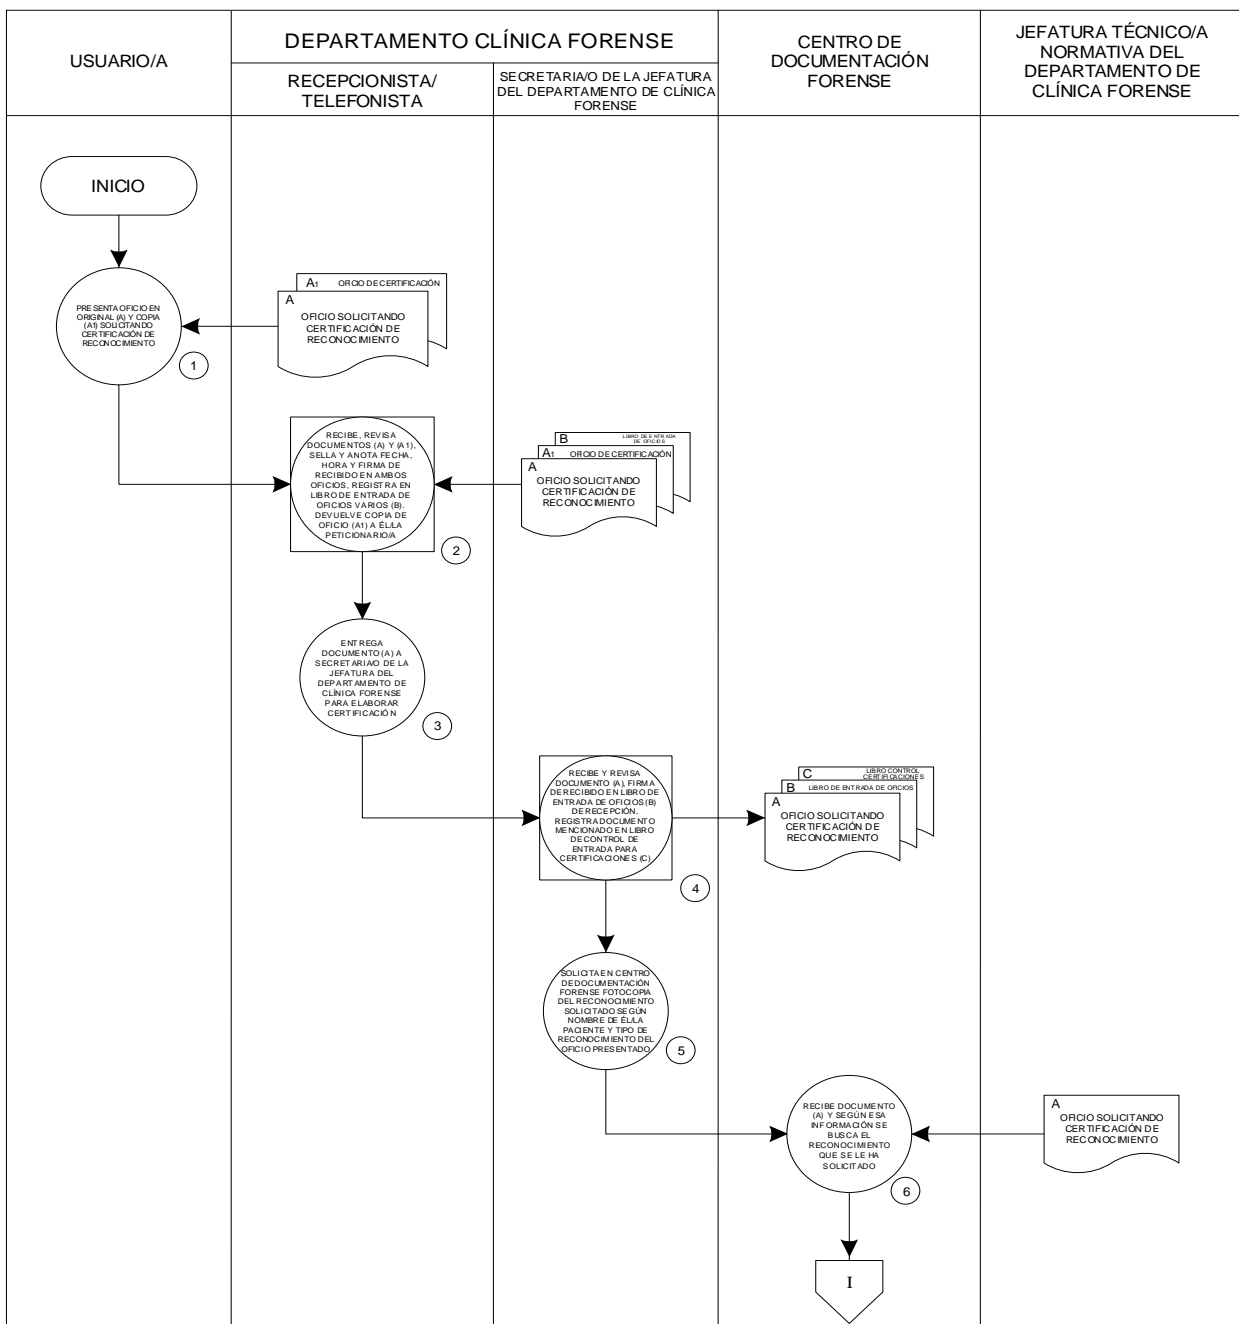 USUARIO/A
DEPARTAMENTO CLÍNICA FORENSE
RECEPCIONISTA/
TELEFONISTA
SECRETARIA/O DE LA JEFATURA
DEL DEPARTAMENTO DE CLÍNICA
FORENSE
CENTRO DE
DOCUMENTACIÓN
FORENSE
JEFATURA TÉCNICO/A
NORMATIVA DEL
DEPARTAMENTO DE
CLÍNICA FORENSE
INICIO
PRESENTA OFICIO EN
ORIGINAL (A) Y COPIA
(A1) SOLICITANDO
CERTIFICACIÓN DE
RECONOCIMIENTO
1
A1 OFICIO DE CERTIFICACIÓN
A
OFICIO SOLICITANDO
CERTIFICACIÓN DE
RECONOCIMIENTO
RECIBE, REVISA
DOCUMENTOS (A) Y (A1),
SELLA Y ANOTA FECHA,
HORA Y FIRMA DE
RECIBIDO EN AMBOS
OFICIOS, REGISTRA EN
LIBRO DE ENTRADA DE
OFICIOS VARIOS (B).
DEVUELVE COPIA DE
OFICIO (A1) A ÉL/LA
PETICIONARIO/A
2
B LIBRO DE ENTRADA
DE OFICIOS
A1 OFICIO DE CERTIFICACIÓN
A
OFICIO SOLICITANDO
CERTIFICACIÓN DE
RECONOCIMIENTO
ENTREGA
DOCUMENTO (A) A
SECRETARIA/O DE LA
JEFATURA DEL
DEPARTAMENTO DE
CLÍNICA FORENSE
PARA ELABORAR
CERTIFICACIÓN
3
RECIBE Y REVISA
DOCUMENTO (A), FIRMA
DE RECIBIDO EN LIBRO DE
ENTRADA DE OFICIOS (B)
DE RECEPCIÓN.
REGISTRA DOCUMENTO
MENCIONADO EN LIBRO
DE CONTROL DE
ENTRADA PARA
CERTIFICACIONES (C)
4
C LIBRO CONTROL
CERTIFICACIONES
B LIBRO DE ENTRADA DE OFICIOS
A
OFICIO SOLICITANDO
CERTIFICACIÓN DE
RECONOCIMIENTO
SOLICITA EN CENTRO
DE DOCUMENTACIÓN
FORENSE FOTOCOPIA
DEL RECONOCIMIENTO
SOLICITADO SEGÚN
NOMBRE DE ÉL/LA
PACIENTE Y TIPO DE
RECONOCIMIENTO DEL
OFICIO PRESENTADO
5
RECIBE DOCUMENTO
(A) Y SEGÚN ESA
INFORMACIÓN SE
BUSCA EL
RECONOCIMIENTO
QUE SE LE HA
SOLICITADO
6
A
OFICIO SOLICITANDO
CERTIFICACIÓN DE
RECONOCIMIENTO
I